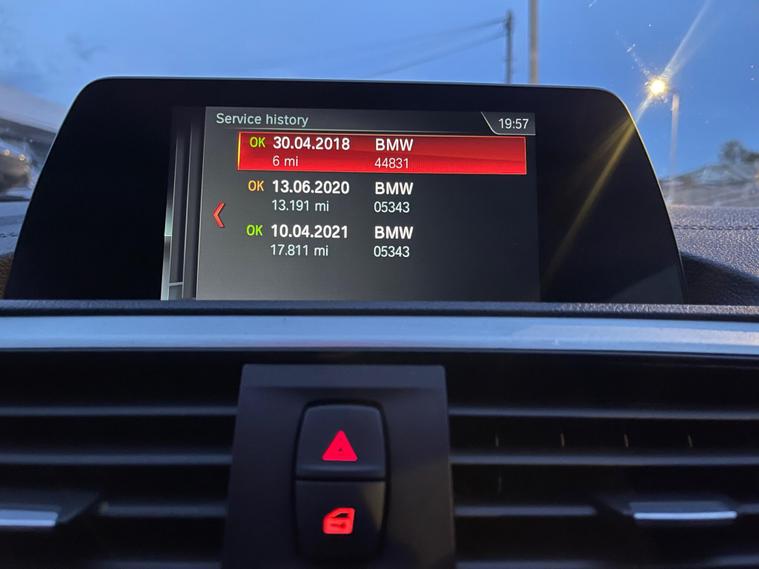 Service history
19:57
OK 30.04.2018 BMW
6 mi 44831
OK 13.06.2020 BMW
13.191 mi 05343
OK 10.04.2021 BMW
17.811 mi 05343